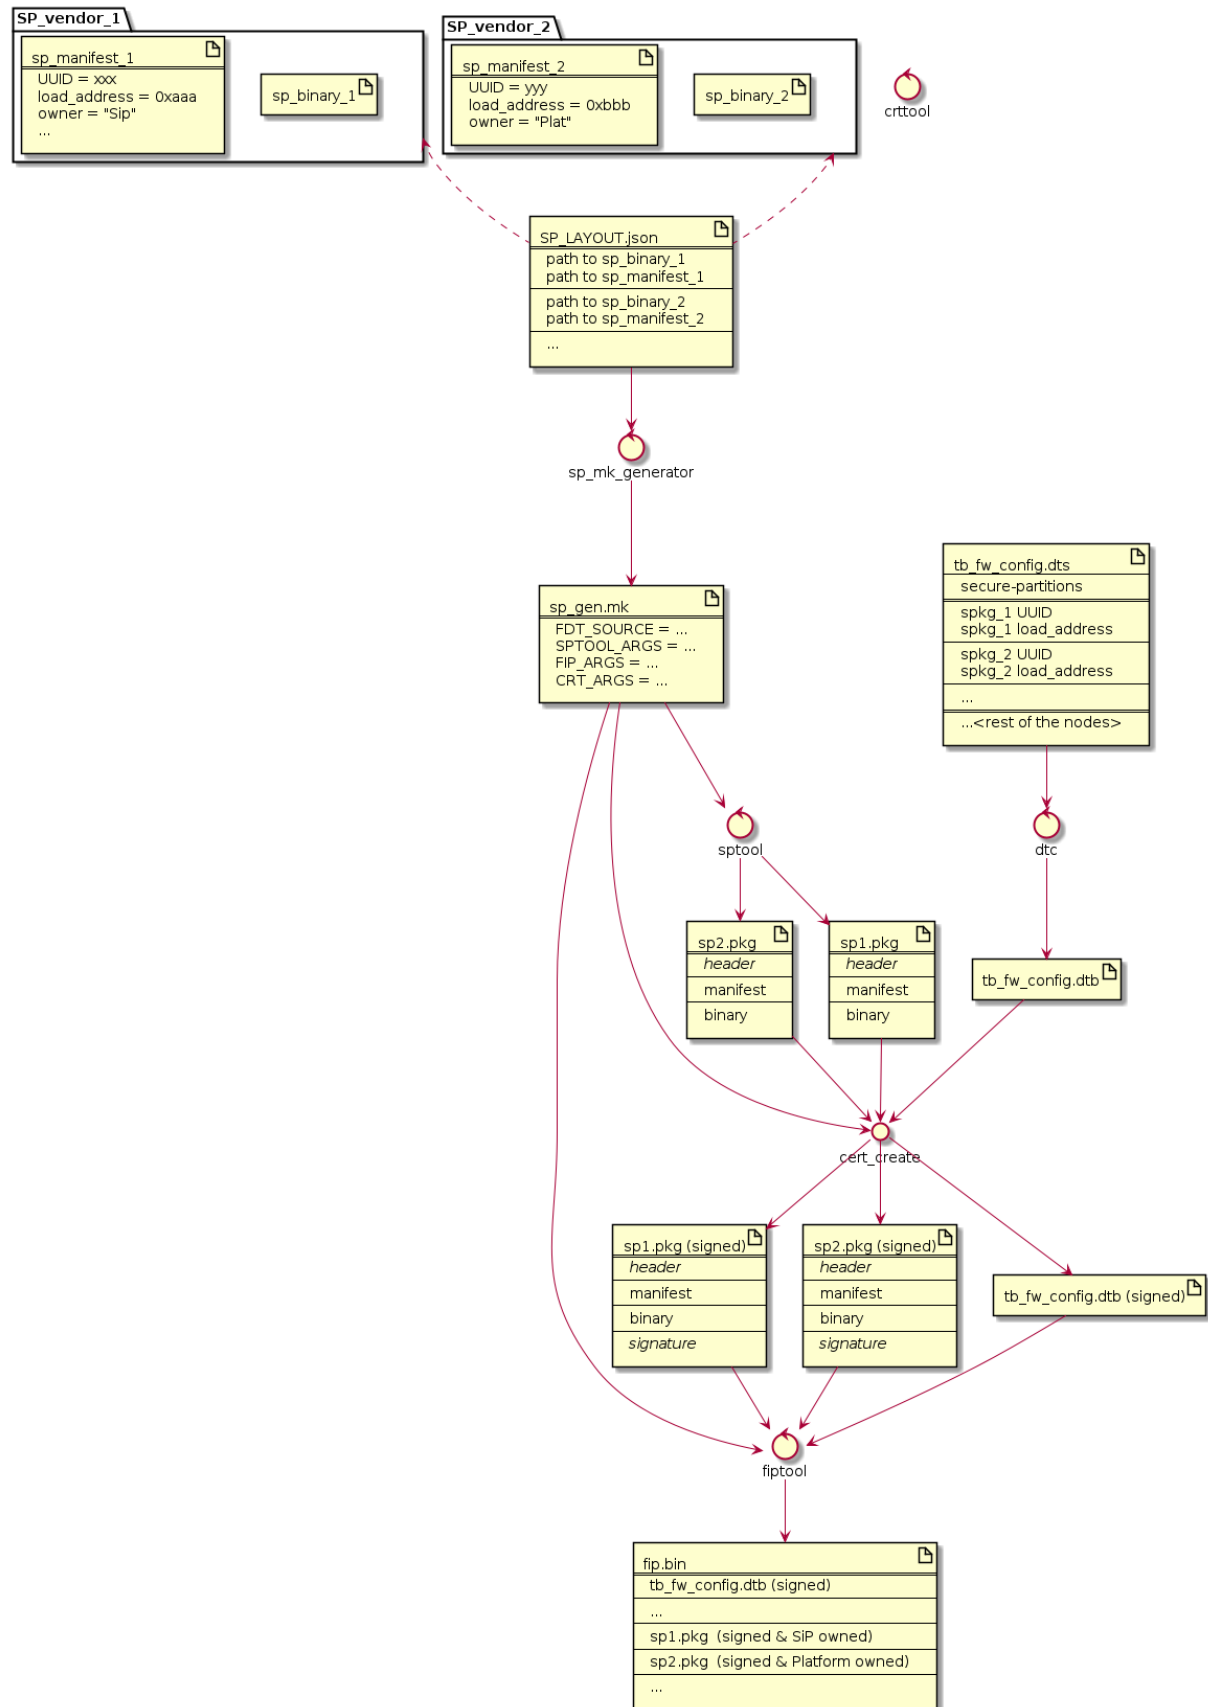 SP_vendor_1
sp_manifest_1
UUID = xxx
load_address = 0xaaa
owner = "Sip"
...
sp_binary_1
SP_vendor_2
sp_manifest_2
UUID = yyy
load_address = 0xbbb
owner = "Plat"
sp_binary_2
crttool
SP_LAYOUT.json
path to sp_binary_1
path to sp_manifest_1
path to sp_binary_2
path to sp_manifest_2
...
sp_mk_generator
sp_gen.mk
FDT_SOURCE = ...
SPTOOL_ARGS = ...
FIP_ARGS = ...
CRT_ARGS = ...
tb_fw_config.dts
secure-partitions
spkg_1 UUID
spkg_1 load_address
spkg_2 UUID
spkg_2 load_address
...
...<rest of the nodes>
sptool
dtc
sp2.pkg
header
manifest
binary
sp1.pkg
header
manifest
binary
tb_fw_config.dtb
cert_create
sp1.pkg (signed)
header
manifest
binary
signature
sp2.pkg (signed)
header
manifest
binary
signature
tb_fw_config.dtb (signed)
fiptool
fip.bin
tb_fw_config.dtb (signed)
...
sp1.pkg  (signed & SiP owned)
sp2.pkg  (signed & Platform owned)
...